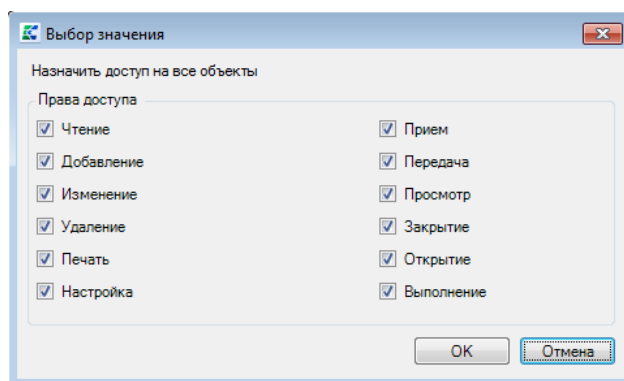 Выбор значения
Назначить доступ на все объекты
Права доступа
Чтение
Прием
Добавление
Передача
Изменение
Просмотр
Удаление
Закрытие
Печать
Открытие
Настройка
Выполнение
OK
Отмена